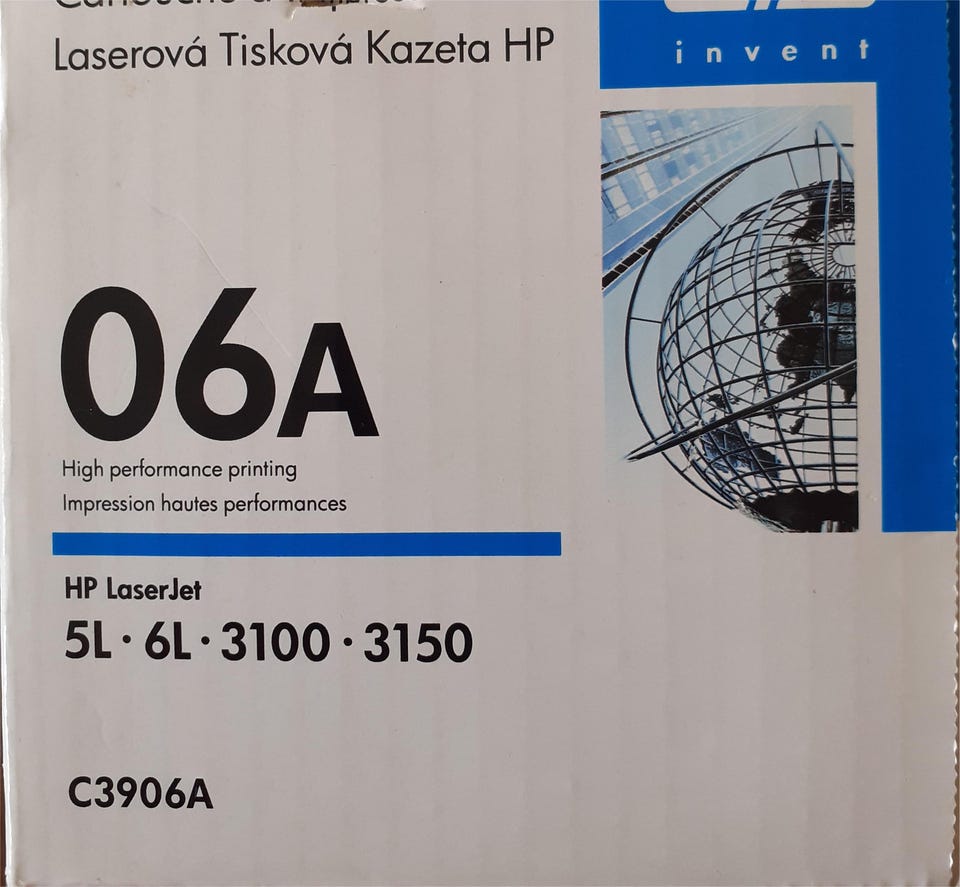 Laserová Tisková Kazeta HP
invent
06A
High performance printing
Impression hautes performances
HP LaserJet
5L · 6L · 3100 · 3150
C3906A